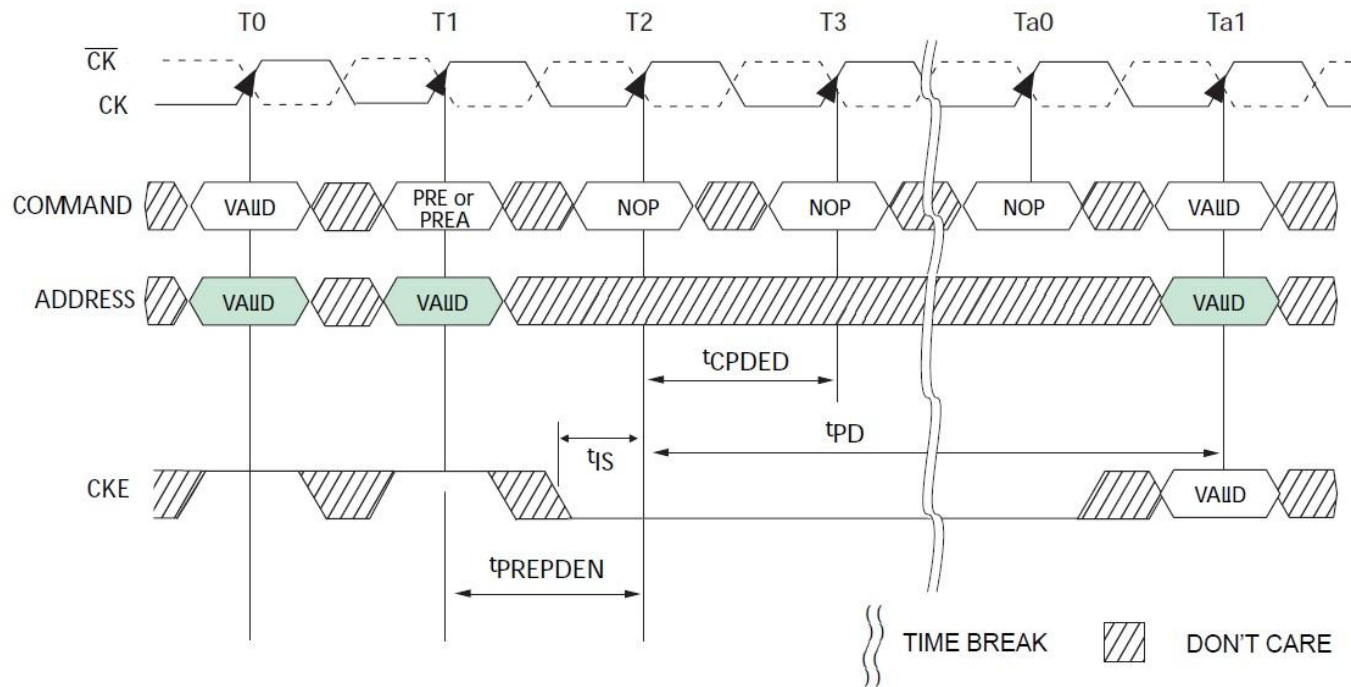 T0 T1 T2 T3 Ta0 Ta1
CK
CK
COMMAND VALID PRE or PREA NOP NOP NOP VALID
ADDRESS VALID VALID VALID
tCPDED
tPD
tIS
CKE VALID
tPREPDEN
TIME BREAK DON'T CARE